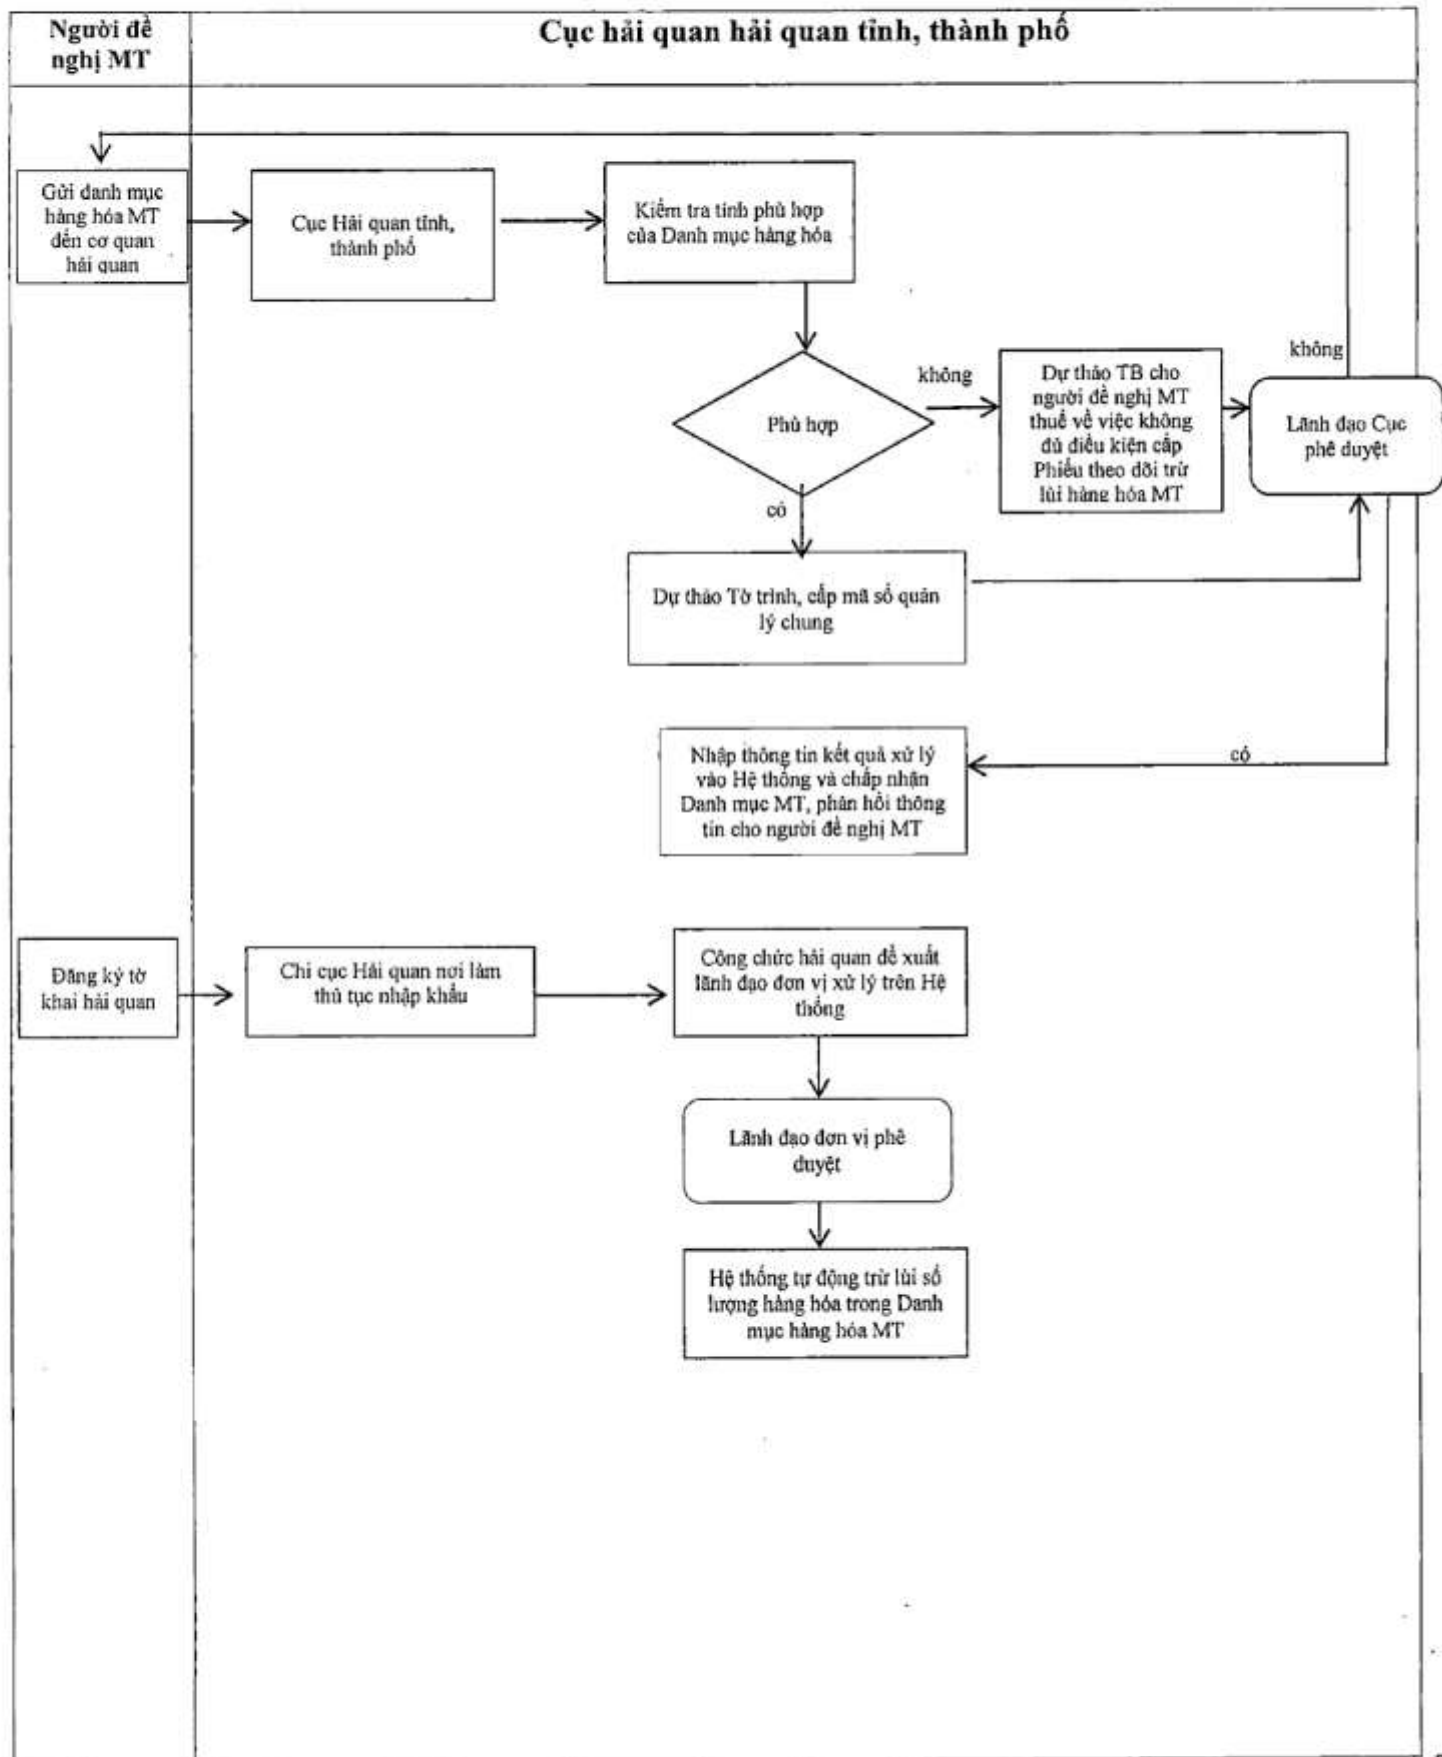 Người đề
nghị MT
Cục hải quan hải quan tỉnh, thành phố
Gửi danh mục
hàng hóa MT
đến cơ quan
hải quan
Cục Hải quan tỉnh,
thành phố
Kiểm tra tính phù hợp
của Danh mục hàng hóa
Phù hợp
không
Dự thảo TB cho
người đề nghị MT
thuế về việc không
đủ điều kiện cấp
Phiếu theo dõi trừ
lùi hàng hóa MT
không
Lãnh đạo Cục
phê duyệt
có
Dự thảo Tờ trình, cấp mã số quản
lý chung
Nhập thông tin kết quả xử lý
vào Hệ thống và chấp nhận
Danh mục MT, phản hồi thông
tin cho người đề nghị MT
có
Đăng ký tờ
khai hải quan
Chi cục Hải quan nơi làm
thủ tục nhập khẩu
Công chức hải quan đề xuất
lãnh đạo đơn vị xử lý trên Hệ
thống
Lãnh đạo đơn vị phê
duyệt
Hệ thống tự động trừ lùi số
lượng hàng hóa trong Danh
mục hàng hóa MT